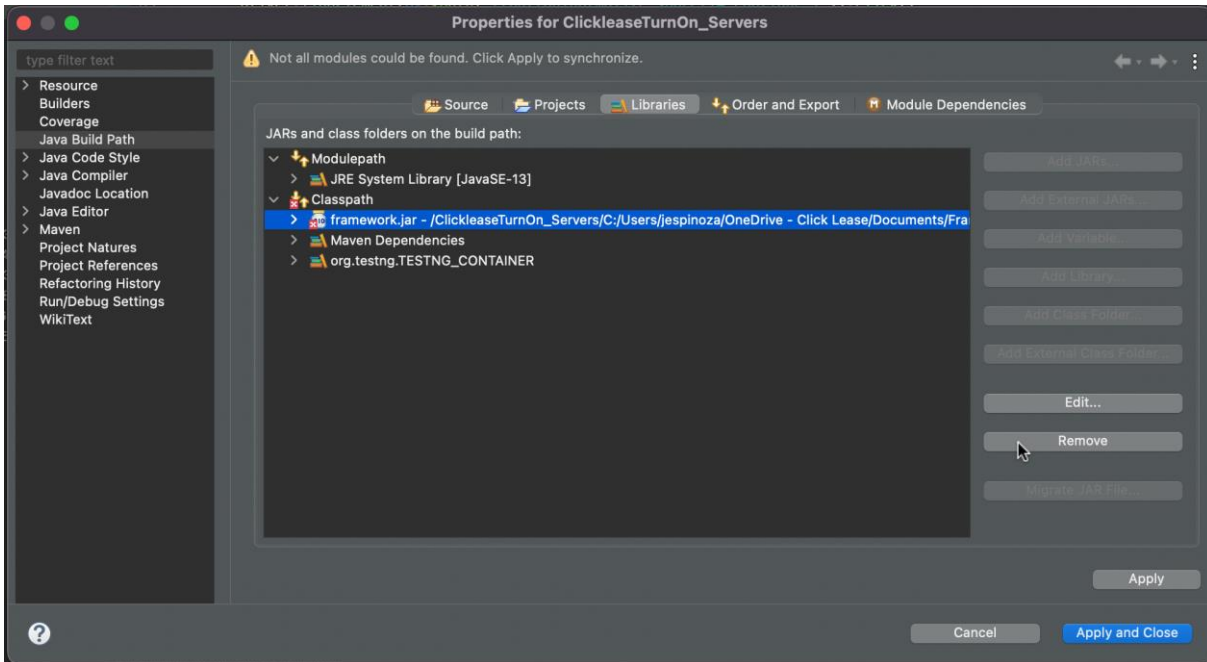 Properties for ClickleaseTurnOn_Servers
type filter text
Not all modules could be found. Click Apply to synchronize.
Resource
Builders
Coverage
Java Build Path
Java Code Style
Java Compiler
Javadoc Location
Java Editor
Maven
Project Natures
Project References
Refactoring History
Run/Debug Settings
WikiText
Source
Projects
Libraries
Order and Export
Module Dependencies
JARs and class folders on the build path:
Modulepath
JRE System Library [JavaSE-13]
Classpath
framework.jar - /ClickleaseTurnOn_Servers/C:/Users/jespinoza/OneDrive - Click Lease/Documents/Fra
Maven Dependencies
org.testng.TESTNG_CONTAINER
Add JARs...
Add External JARs...
Add Variable...
Add Library...
Add Class Folder...
Add External Class Folder...
Edit...
Remove
Migrate JAR File...
Apply
Cancel
Apply and Close